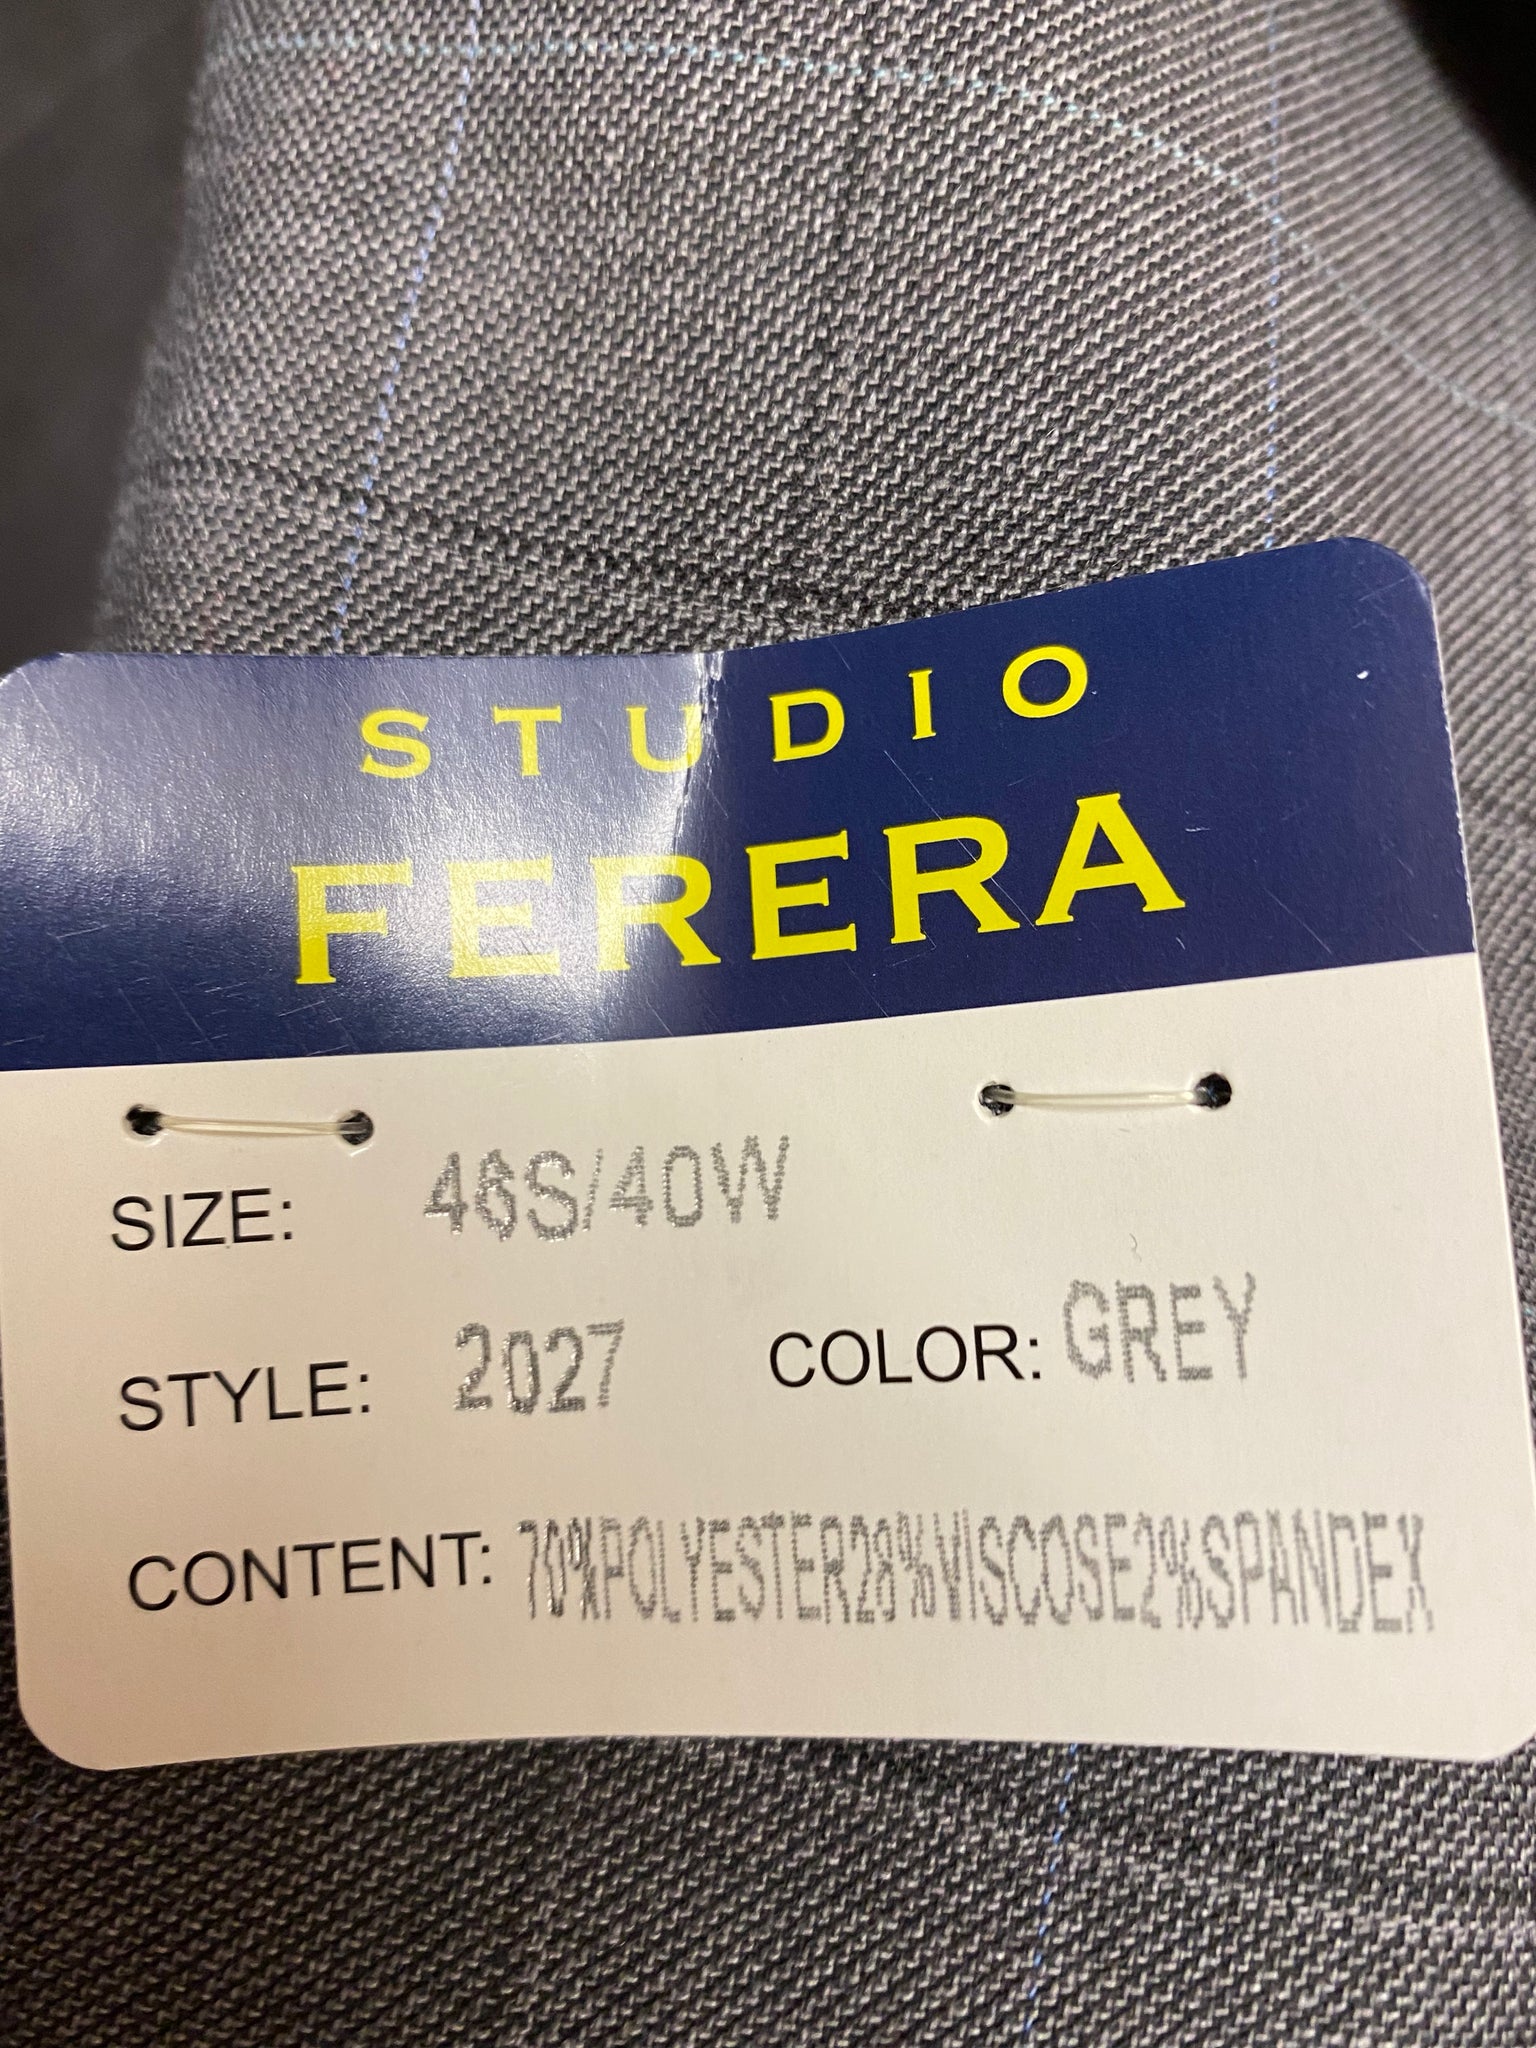 STUDIO
FERERA
SIZE: 46S/40W
STYLE: 2027 COLOR: GREY
CONTENT: 70%POLYESTER28%VISCOSE2%SPANDEX